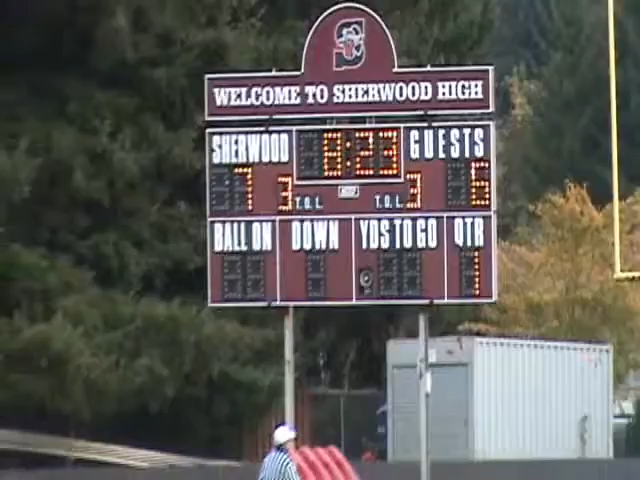 S
WELCOME TO SHERWOOD HIGH
SHERWOOD 8:23 GUESTS
7 3 T.O.L. T.O.L. 3 6
BALL ON DOWN YDS TO GO QTR
1